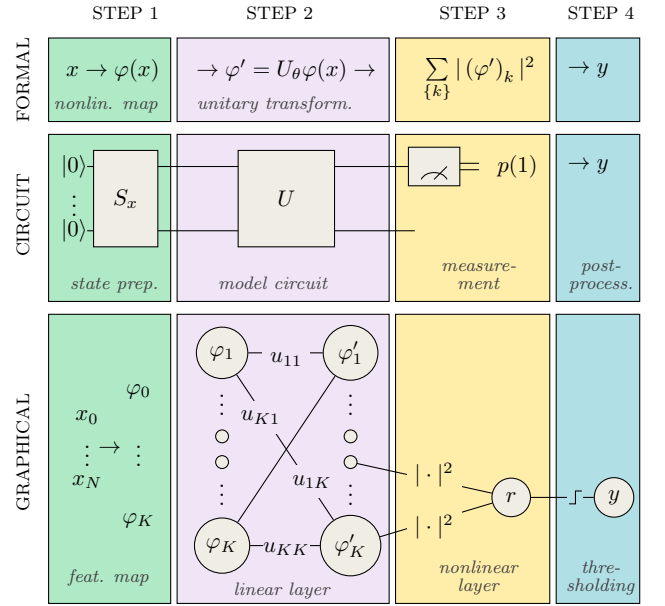 STEP 1 STEP 2 STEP 3 STEP 4
FORMAL
x → φ(x)
nonlin. map
→ φ′ = U_θφ(x) →
unitary transform.
∑_{k} | (φ′)_k |²
→ y
CIRCUIT
|0⟩
⋮
|0⟩
S_x
state prep.
U
model circuit
p(1)
measure-
ment
→ y
post-
process.
GRAPHICAL
x_0
⋮
x_N
→
φ_0
⋮
φ_K
feat. map
φ_1 u_11 φ′_1
⋮ ⋮
u_K1
u_1K
⋮ ⋮
φ_K u_KK φ′_K
linear layer
| · |²
| · |²
r
nonlinear
layer
y
thre-
sholding